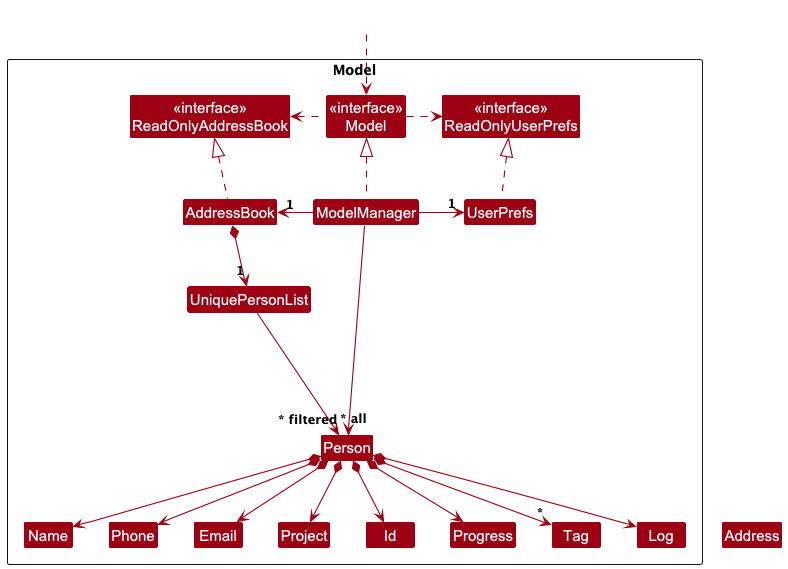 Model
«interface»
ReadOnlyAddressBook
«interface»
Model
«interface»
ReadOnlyUserPrefs
AddressBook
1
ModelManager
1
UserPrefs
1
UniquePersonList
* filtered
* all
Person
*
Name
Phone
Email
Project
Id
Progress
Tag
Log
Address